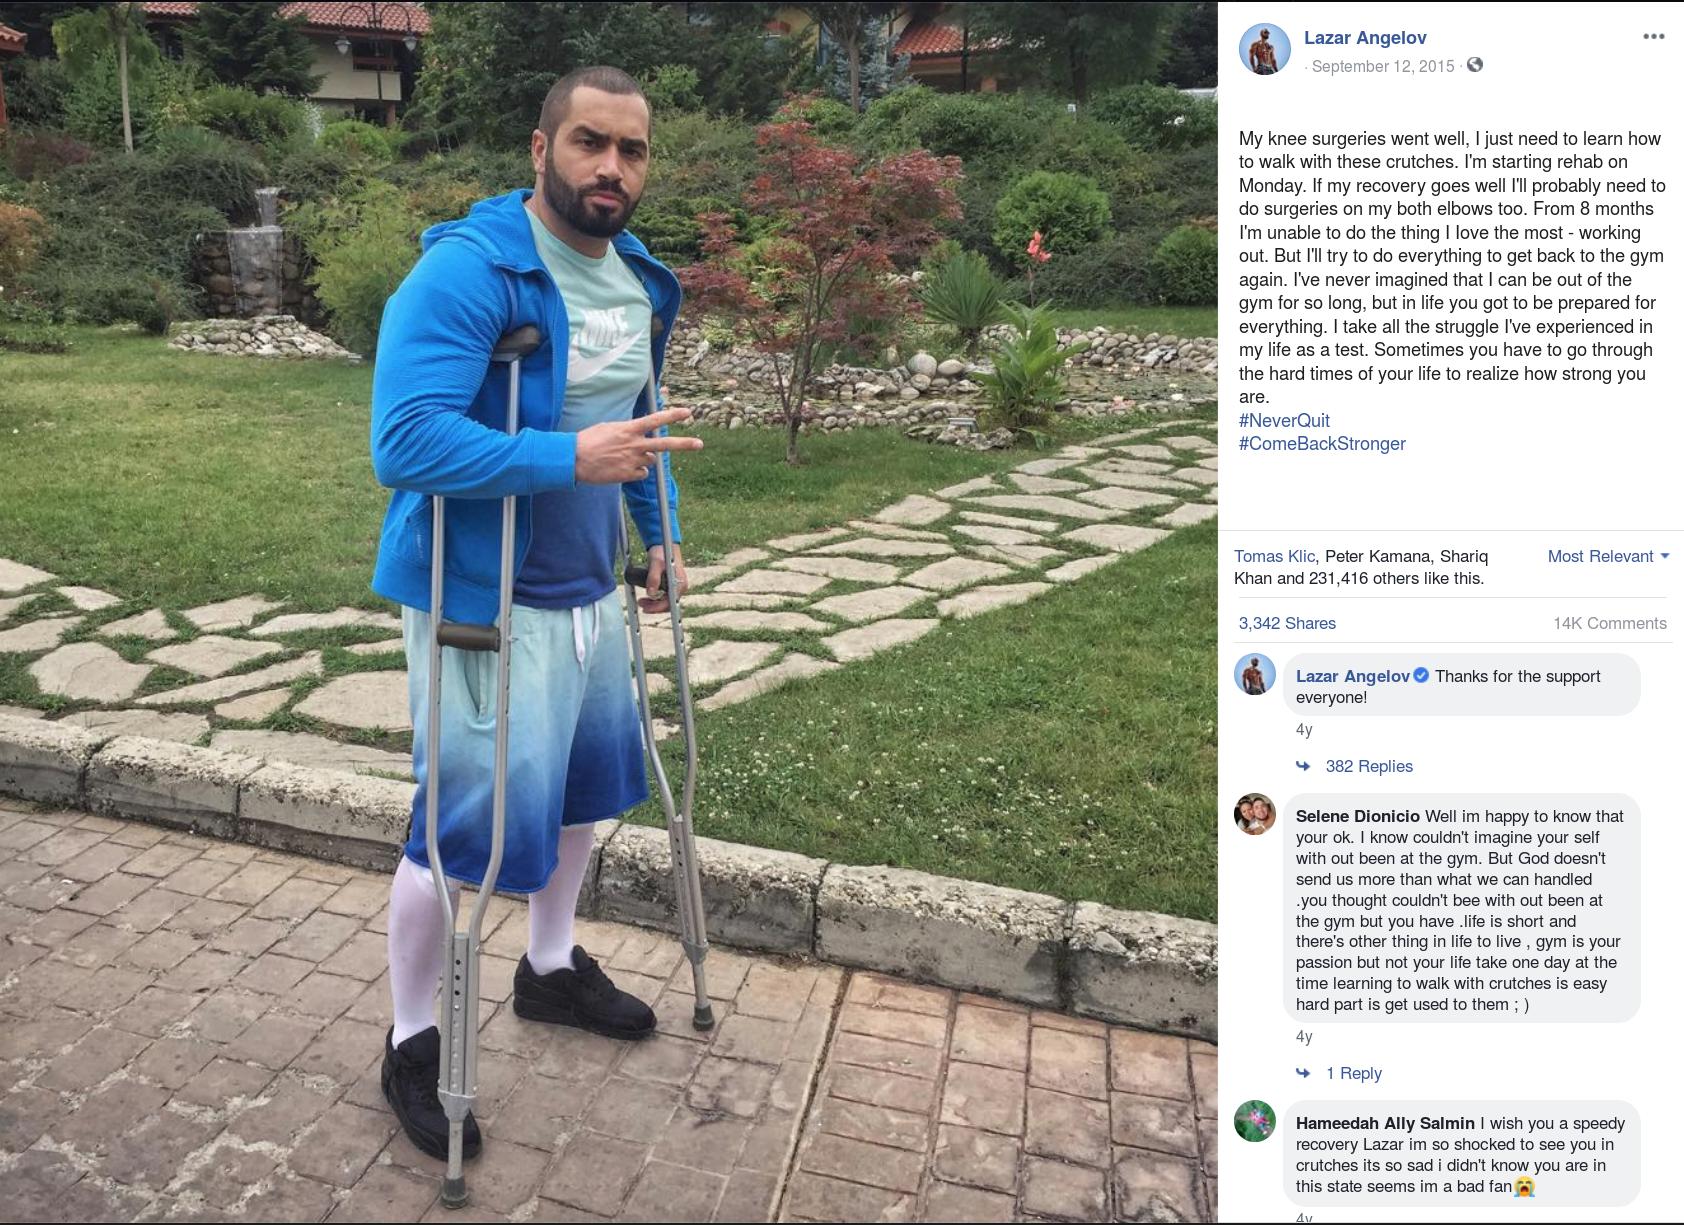 NIKE
Lazar Angelov
· September 12, 2015 ·
My knee surgeries went well, I just need to learn how
to walk with these crutches. I'm starting rehab on
Monday. If my recovery goes well I'll probably need to
do surgeries on my both elbows too. From 8 months
I'm unable to do the thing I love the most - working
out. But I'll try to do everything to get back to the gym
again. I've never imagined that I can be out of the
gym for so long, but in life you got to be prepared for
everything. I take all the struggle I've experienced in
my life as a test. Sometimes you have to go through
the hard times of your life to realize how strong you
are.
#NeverQuit
#ComeBackStronger
Tomas Klic, Peter Kamana, Shariq
Khan and 231,416 others like this.
Most Relevant
3,342 Shares
14K Comments
Lazar Angelov Thanks for the support
everyone!
4y
382 Replies
Selene Dionicio Well im happy to know that
your ok. I know couldn't imagine your self
with out been at the gym. But God doesn't
send us more than what we can handled
.you thought couldn't bee with out been at
the gym but you have .life is short and
there's other thing in life to live , gym is your
passion but not your life take one day at the
time learning to walk with crutches is easy
hard part is get used to them ; )
4y
1 Reply
Hameedah Ally Salmin I wish you a speedy
recovery Lazar im so shocked to see you in
crutches its so sad i didn't know you are in
this state seems im a bad fan😭
4y